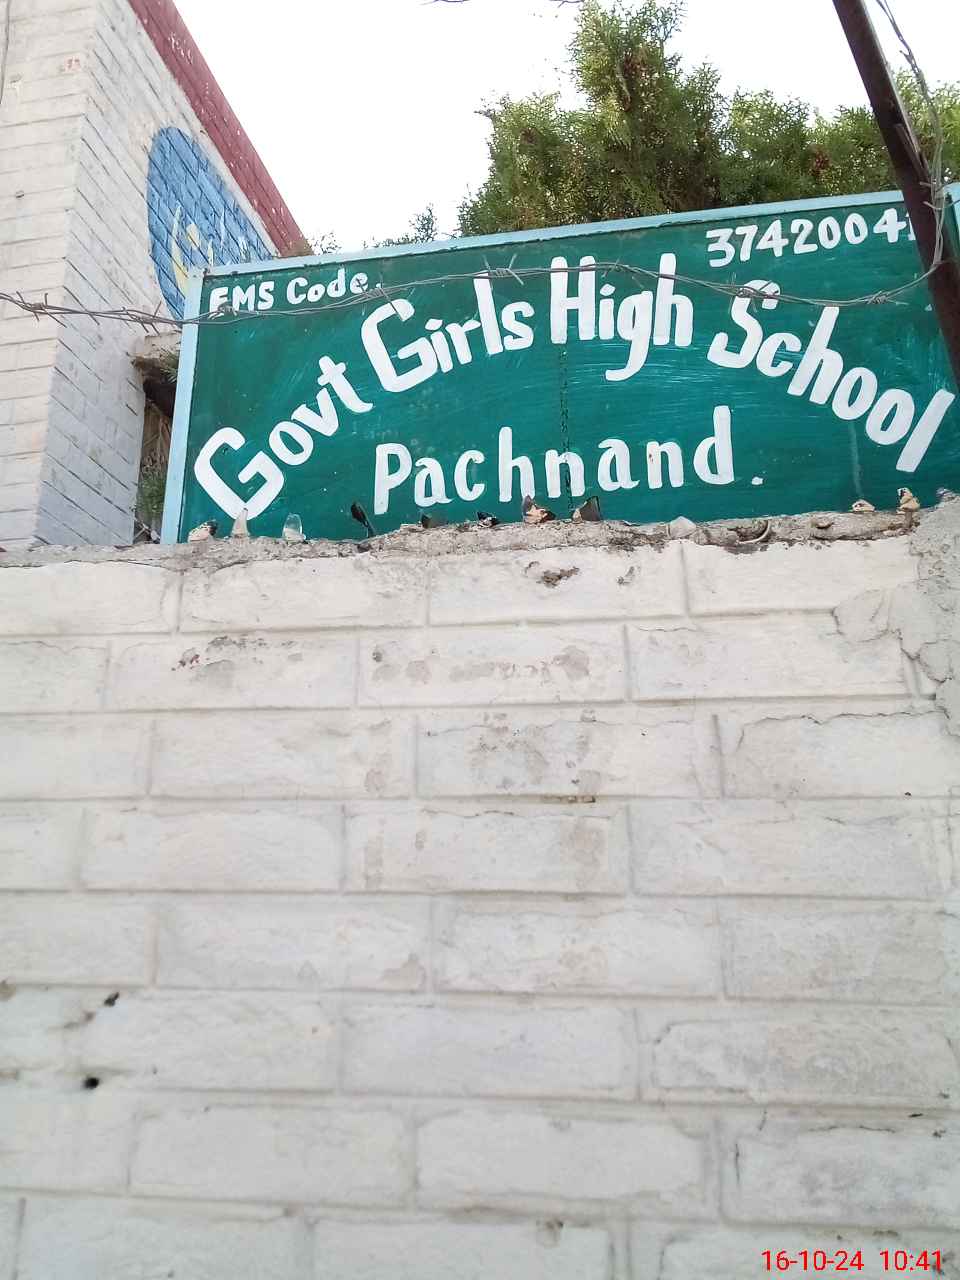 EMS Code.
3742004
Govt Girls High School
Pachnand.
16-10-24 10:41